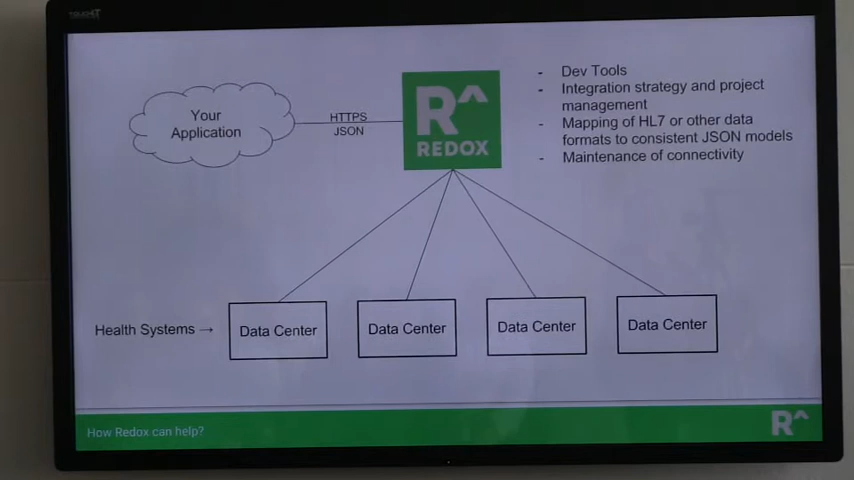 TOUCHIT
Your
Application
HTTPS
JSON
R^
REDOX
- Dev Tools
- Integration strategy and project
management
- Mapping of HL7 or other data
formats to consistent JSON models
- Maintenance of connectivity
Health Systems →
Data Center
Data Center
Data Center
Data Center
How Redox can help?
R^